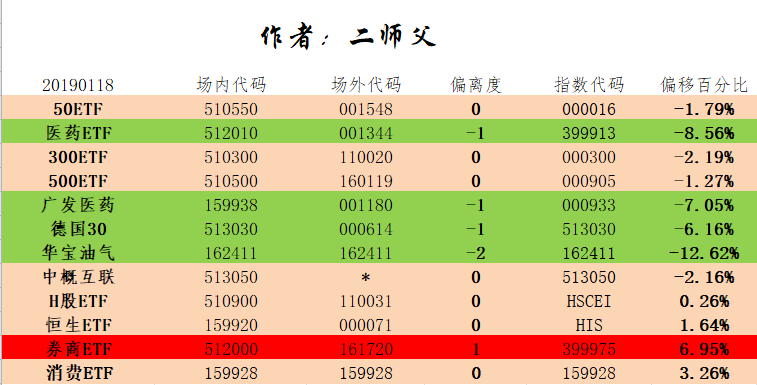 作者：二师父
20190118 场内代码 场外代码 偏离度 指数代码 偏移百分比
50ETF 510550 001548 0 000016 -1.79%
医药ETF 512010 001344 -1 399913 -8.56%
300ETF 510300 110020 0 000300 -2.19%
500ETF 510500 160119 0 000905 -1.27%
广发医药 159938 001180 -1 000933 -7.05%
德国30 513030 000614 -1 513030 -6.16%
华宝油气 162411 162411 -2 162411 -12.62%
中概互联 513050 * 0 513050 -2.16%
H股ETF 510900 110031 0 HSCEI 0.26%
恒生ETF 159920 000071 0 HIS 1.64%
券商ETF 512000 161720 1 399975 6.95%
消费ETF 159928 159928 0 159928 3.26%